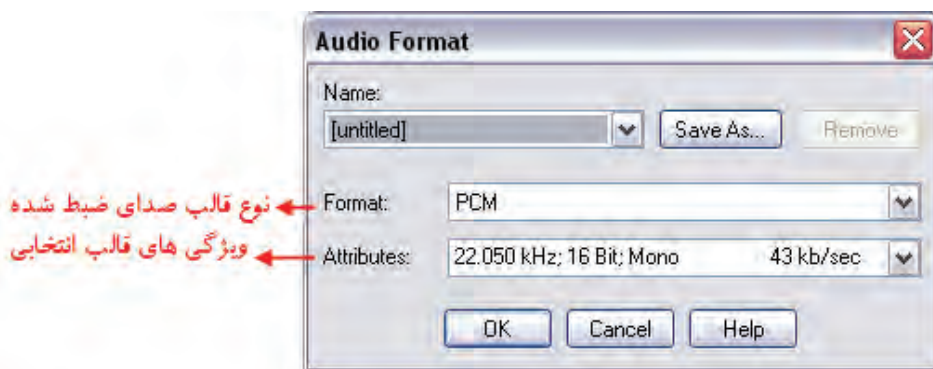 Audio Format
Name:
[untitled]
Save As...
Remove
نوع قالب صدای ضبط شده
Format:
PCM
ویژگی های قالب انتخابی
Attributes:
22.050 kHz; 16 Bit; Mono 43 kb/sec
OK
Cancel
Help